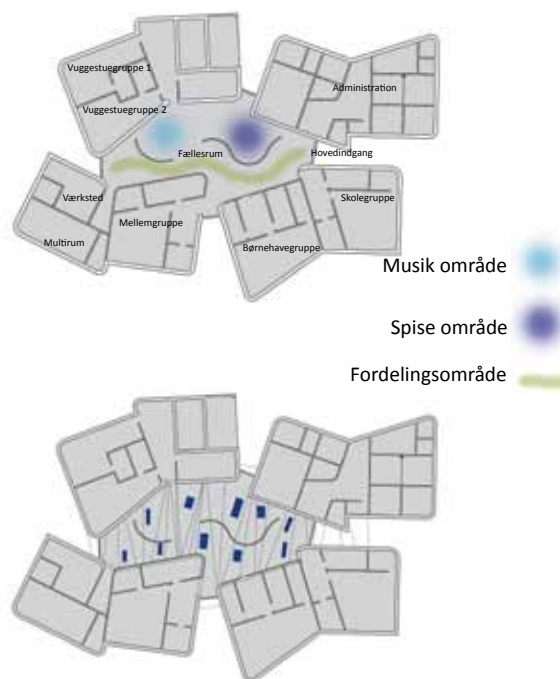 Vuggestuegruppe 1
Administration
Vuggestuegruppe 2
Fællesrum
Hovedindgang
Værksted
Skolegruppe
Mellemgruppe
Multirum
Børnehavegruppe
Musik område
Spise område
Fordelingsområde